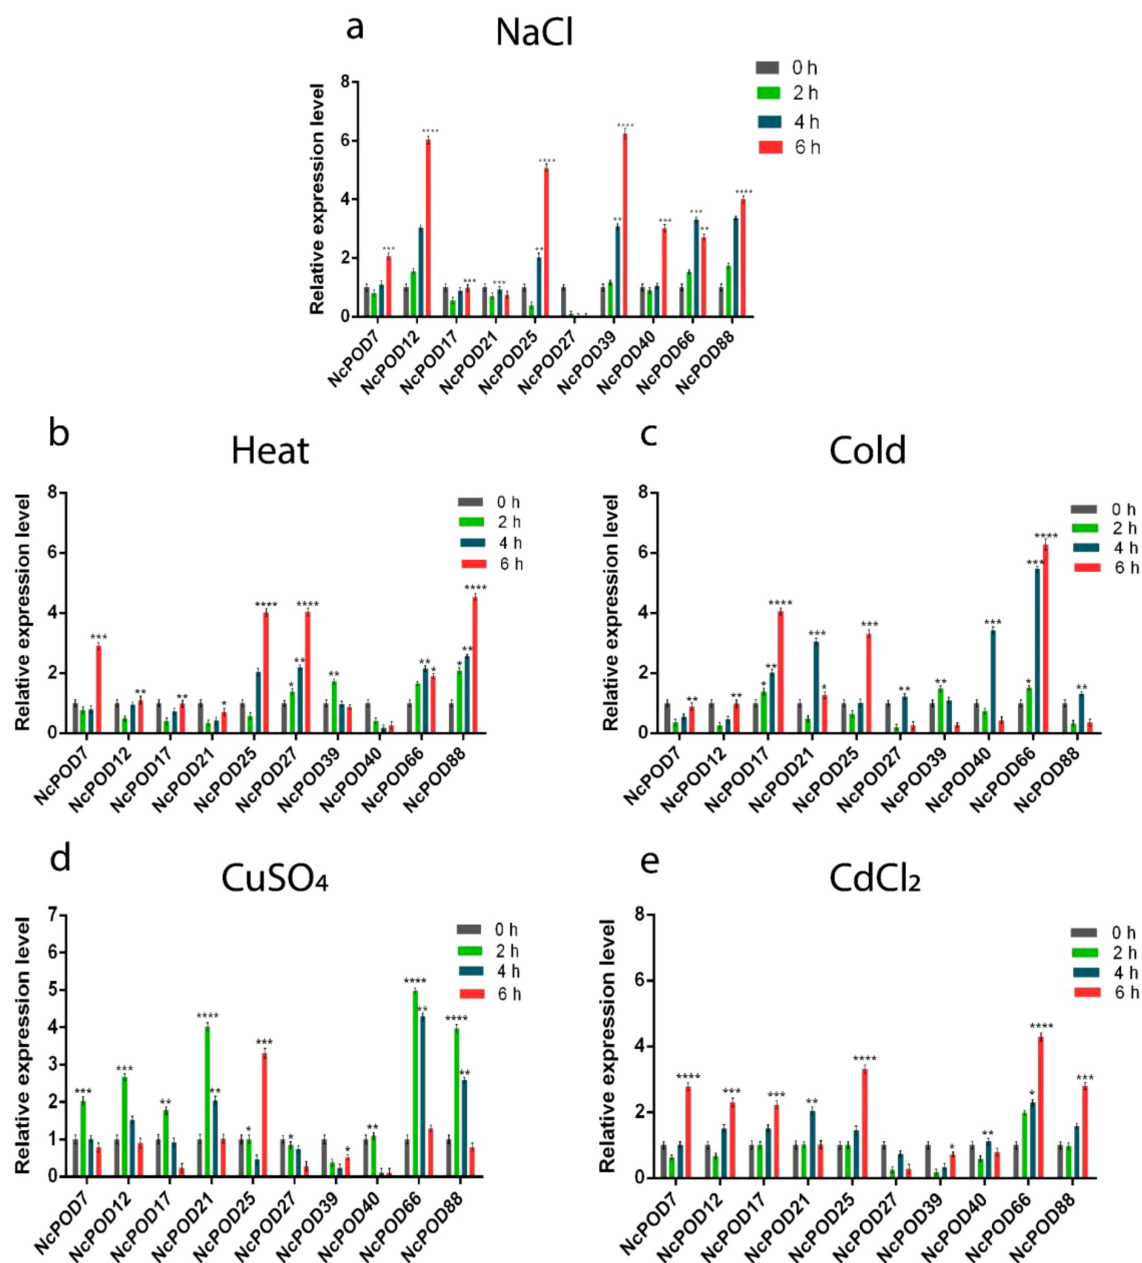 a
NaCl
0 h
2 h
4 h
6 h
Relative expression level
8
6
4
2
0
*** **** *** *** ** **** ** **** *** *** ** ****
NcPOD7 NcPOD12 NcPOD17 NcPOD21 NcPOD25 NcPOD27 NcPOD39 NcPOD40 NcPOD66 NcPOD88
b
Heat
0 h
2 h
4 h
6 h
Relative expression level
8
6
4
2
0
*** ** ** * **** * ** **** ** ** * * ** ****
NcPOD7 NcPOD12 NcPOD17 NcPOD21 NcPOD25 NcPOD27 NcPOD39 NcPOD40 NcPOD66 NcPOD88
c
Cold
0 h
2 h
4 h
6 h
Relative expression level
8
6
4
2
0
** ** * ** **** *** * *** ** ** *** * *** **** **
NcPOD7 NcPOD12 NcPOD17 NcPOD21 NcPOD25 NcPOD27 NcPOD39 NcPOD40 NcPOD66 NcPOD88
d
CuSO₄
0 h
2 h
4 h
6 h
Relative expression level
7
6
5
4
3
2
1
0
*** *** ** **** ** * *** * * ** **** ** **** **
NcPOD7 NcPOD12 NcPOD17 NcPOD21 NcPOD25 NcPOD27 NcPOD39 NcPOD40 NcPOD66 NcPOD88
e
CdCl₂
0 h
2 h
4 h
6 h
Relative expression level
8
6
4
2
0
**** *** *** ** **** * ** * **** ***
NcPOD7 NcPOD12 NcPOD17 NcPOD21 NcPOD25 NcPOD27 NcPOD39 NcPOD40 NcPOD66 NcPOD88